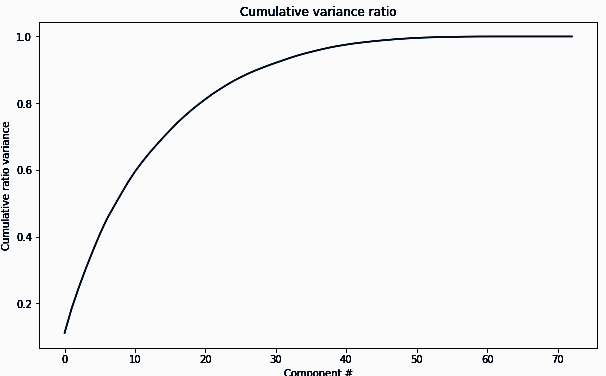 Cumulative variance ratio
Cumulative ratio variance
1.0
0.8
0.6
0.4
0.2
0 10 20 30 40 50 60 70
Component #